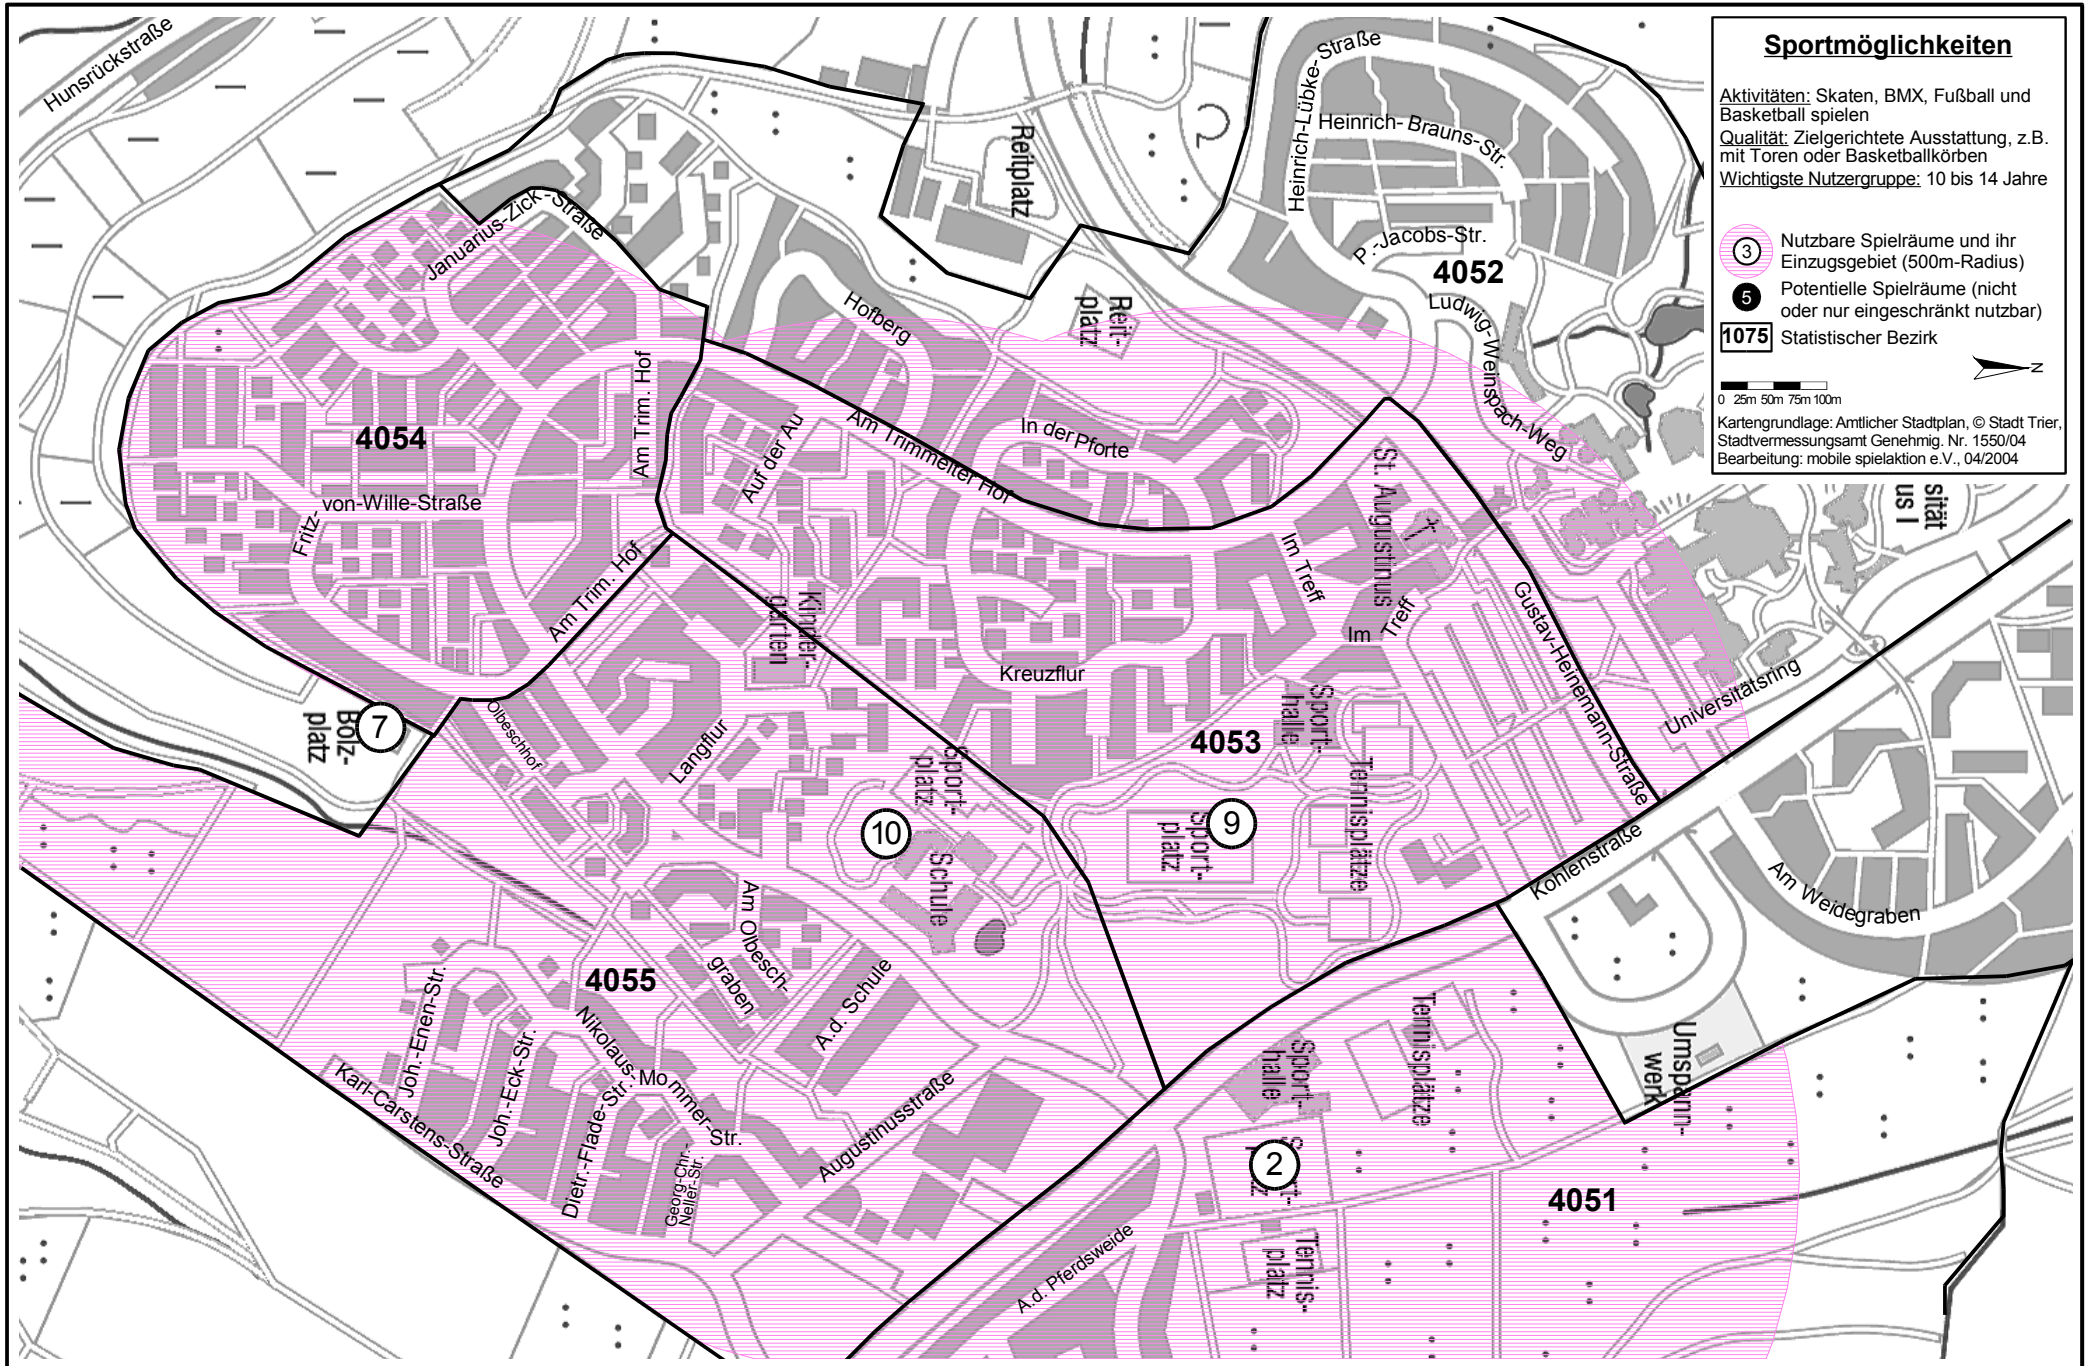 Sportmöglichkeiten
Aktivitäten: Skaten, BMX, Fußball und
Basketball spielen
Qualität: Zielgerichtete Ausstattung, z.B.
mit Toren oder Basketballkörben
Wichtigste Nutzergruppe: 10 bis 14 Jahre
3
Nutzbare Spielräume und ihr
Einzugsgebiet (500m-Radius)
5
Potentielle Spielräume (nicht
oder nur eingeschränkt nutzbar)
1075
Statistischer Bezirk
N
0 25m 50m 75m 100m
Kartengrundlage: Amtlicher Stadtplan, © Stadt Trier,
Stadtvermessungsamt Genehmig. Nr. 1550/04
Bearbeitung: mobile spielaktion e.V., 04/2004
Hunsrückstraße
Heinrich-Lübke-Straße
Heinrich-Brauns-Str.
Reitplatz
Januarius-Zick-Straße
P.-Jacobs-Str.
4052
Ludwig-Weinspach-Weg
Hofberg
Reit-
platz
Am Trim. Hof
4054
Auf der Au
Am Trimmelter Hof
In der Pforte
St. Augustinus
sität
us I
Fritz-
von-Wille-Straße
Am Trim. Hof
Im Treff
Im Treff
Kinder-
garten
Gustav-Heinemann-Straße
Kreuzflur
Universitätsring
Bolz-
platz
7
Olbeschhof
Langflur
Sport-
halle
4053
Sport-
platz
10
Schule
Sport-
platz
9
Tennisplätze
Kohlenstraße
Am Weidegraben
Am Olbesch-
graben
4055
A.d. Schule
Joh.-Enen-Str.
Joh.-Eck-Str.
Nikolaus-
Mommer-
Str.
Dietr.-Flade-Str.
Georg-Chr.-
Neller-Str.
Karl-Carstens-Straße
Augustinusstraße
Tennisplätze
Sport-
halle
Umspann-
werk
2
4051
A.d. Pferdsweide
Tennis-
platz